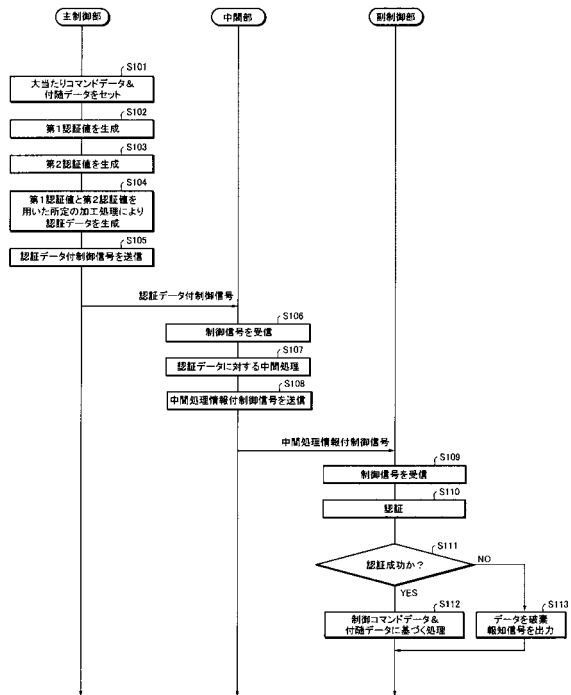 主制御部
中間部
副制御部
S101
大当たりコマンドデータ&
付随データをセット
S102
第1認証値を生成
S103
第2認証値を生成
S104
第1認証値と第2認証値を
用いた所定の加工処理により
認証データを生成
S105
認証データ付制御信号を送信
認証データ付制御信号
S106
制御信号を受信
S107
認証データに対する中間処理
S108
中間処理情報付制御信号を送信
中間処理情報付制御信号
S109
制御信号を受信
S110
認証
S111
認証成功か?
NO
YES
S112
制御コマンドデータ&
付随データに基づく処理
S113
データを破棄
報知信号を出力